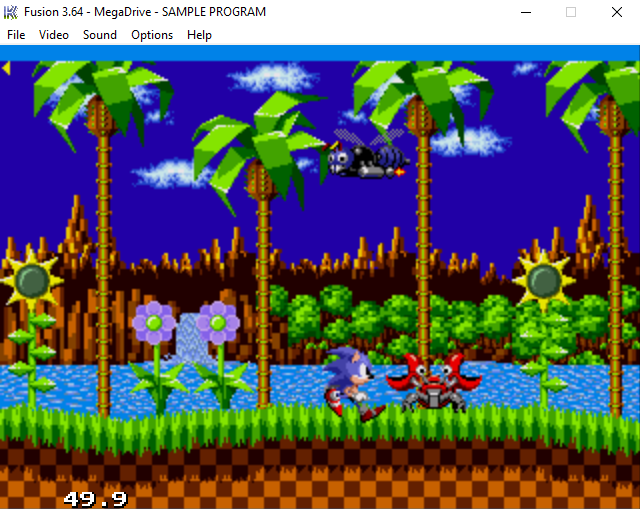 Fusion 3.64 - MegaDrive - SAMPLE PROGRAM
File Video Sound Options Help
49.9